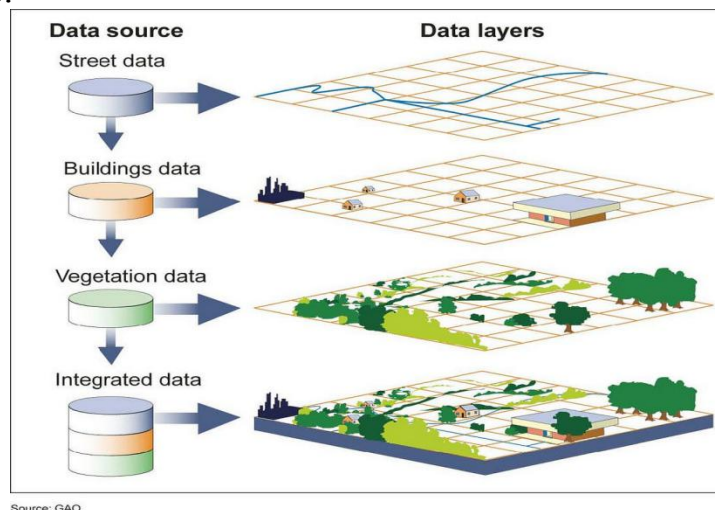 Data source
Data layers
Street data
Buildings data
Vegetation data
Integrated data
Source: GAO